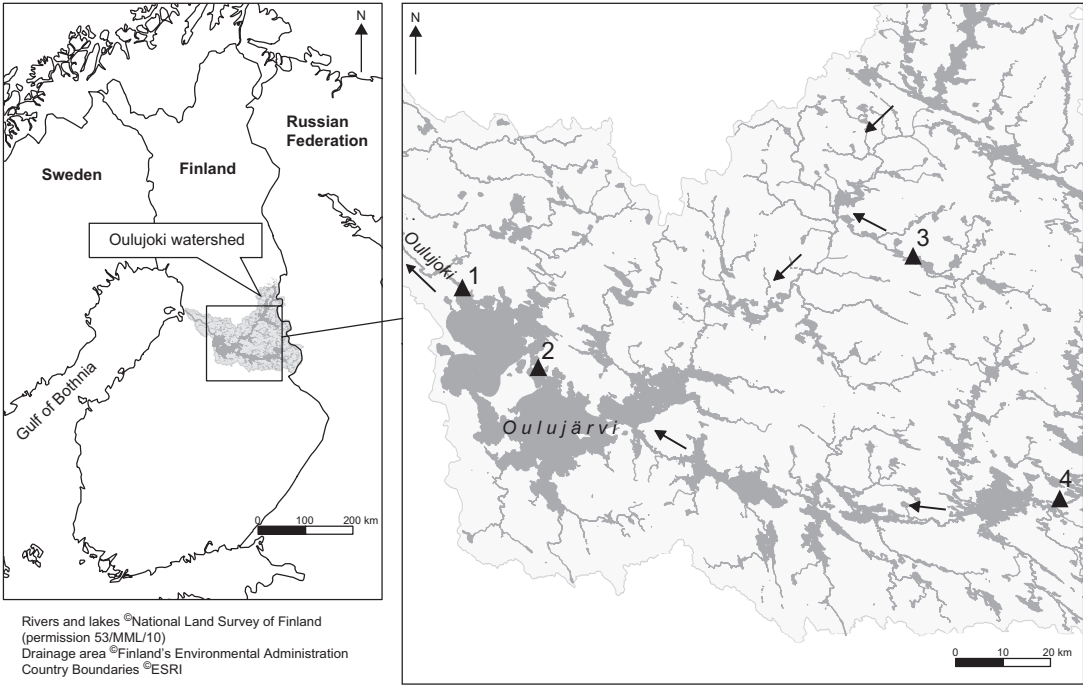 N
Russian
Federation
Sweden
Finland
Oulujoki watershed
Gulf of Bothnia
0 100 200 km
Rivers and lakes ©National Land Survey of Finland
(permission 53/MML/10)
Drainage area ©Finland's Environmental Administration
Country Boundaries ©ESRI
N
Oulujoki
1
2
3
4
Oulujärvi
0 10 20 km